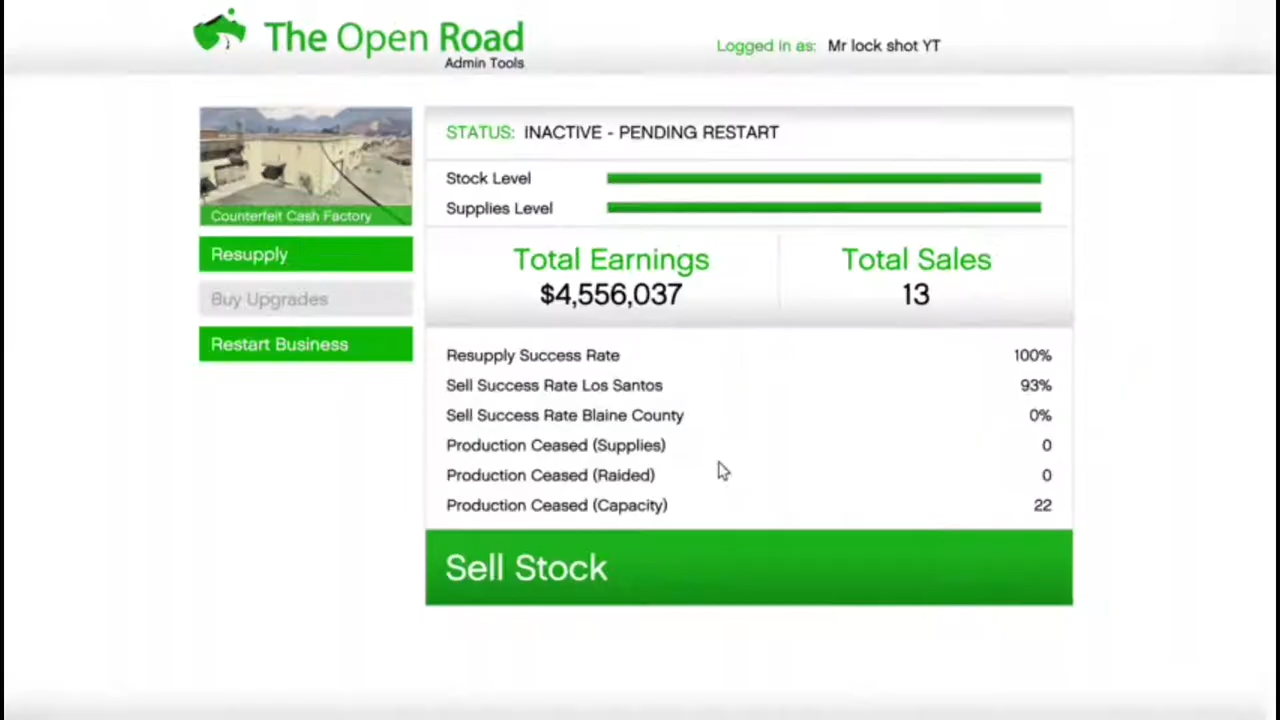 The Open Road
Admin Tools
Logged in as: Mr lock shot YT
Counterfeit Cash Factory
Resupply
Buy Upgrades
Restart Business
STATUS: INACTIVE - PENDING RESTART
Stock Level
Supplies Level
Total Earnings
$4,556,037
Total Sales
13
Resupply Success Rate 100%
Sell Success Rate Los Santos 93%
Sell Success Rate Blaine County 0%
Production Ceased (Supplies) 0
Production Ceased (Raided) 0
Production Ceased (Capacity) 22
Sell Stock